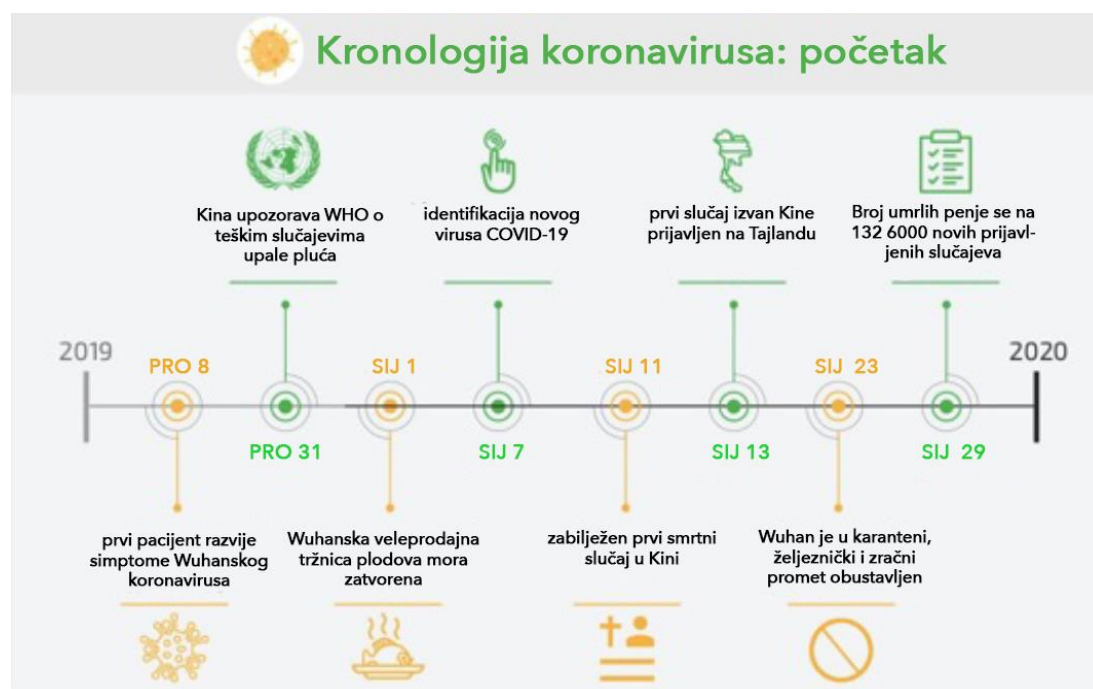 Kronologija koronavirusa: početak
Kina upozorava WHO o
teškim slučajevima
upale pluća
identifikacija novog
virusa COVID-19
prvi slučaj izvan Kine
prijavljen na Tajlandu
Broj umrlih penje se na
132 6000 novih prijavl-
jenih slučajeva
2019
PRO 8
SIJ 1
SIJ 11
SIJ 23
2020
PRO 31
SIJ 7
SIJ 13
SIJ 29
prvi pacijent razvije
simptome Wuhanskog
koronavirusa
Wuhanska veleprodajna
tržnica plodova mora
zatvorena
zabilježen prvi smrtni
slučaj u Kini
Wuhan je u karanteni,
željeznički i zračni
promet obustavljen